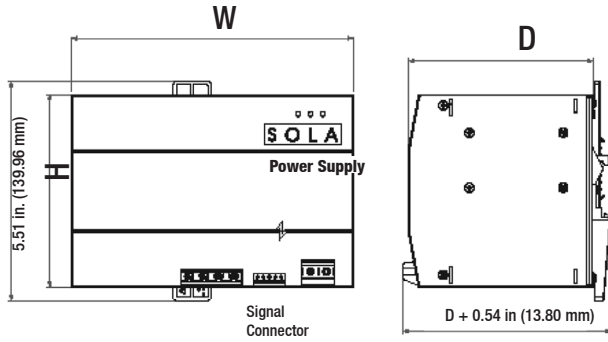 W
D
5.51 in. (139.96 mm)
H
SOLA
Power Supply
Signal
Connector
D + 0.54 in (13.80 mm)